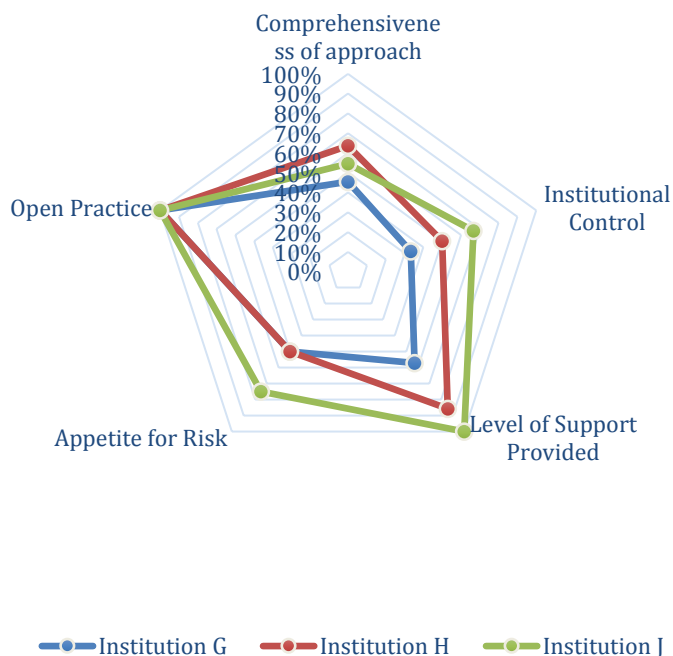 Comprehensivene
ss of approach
100%
90%
80%
70%
60%
50%
40%
30%
20%
10%
0%
Institutional
Control
Open Practice
Level of Support
Provided
Appetite for Risk
Institution G
Institution H
Institution J